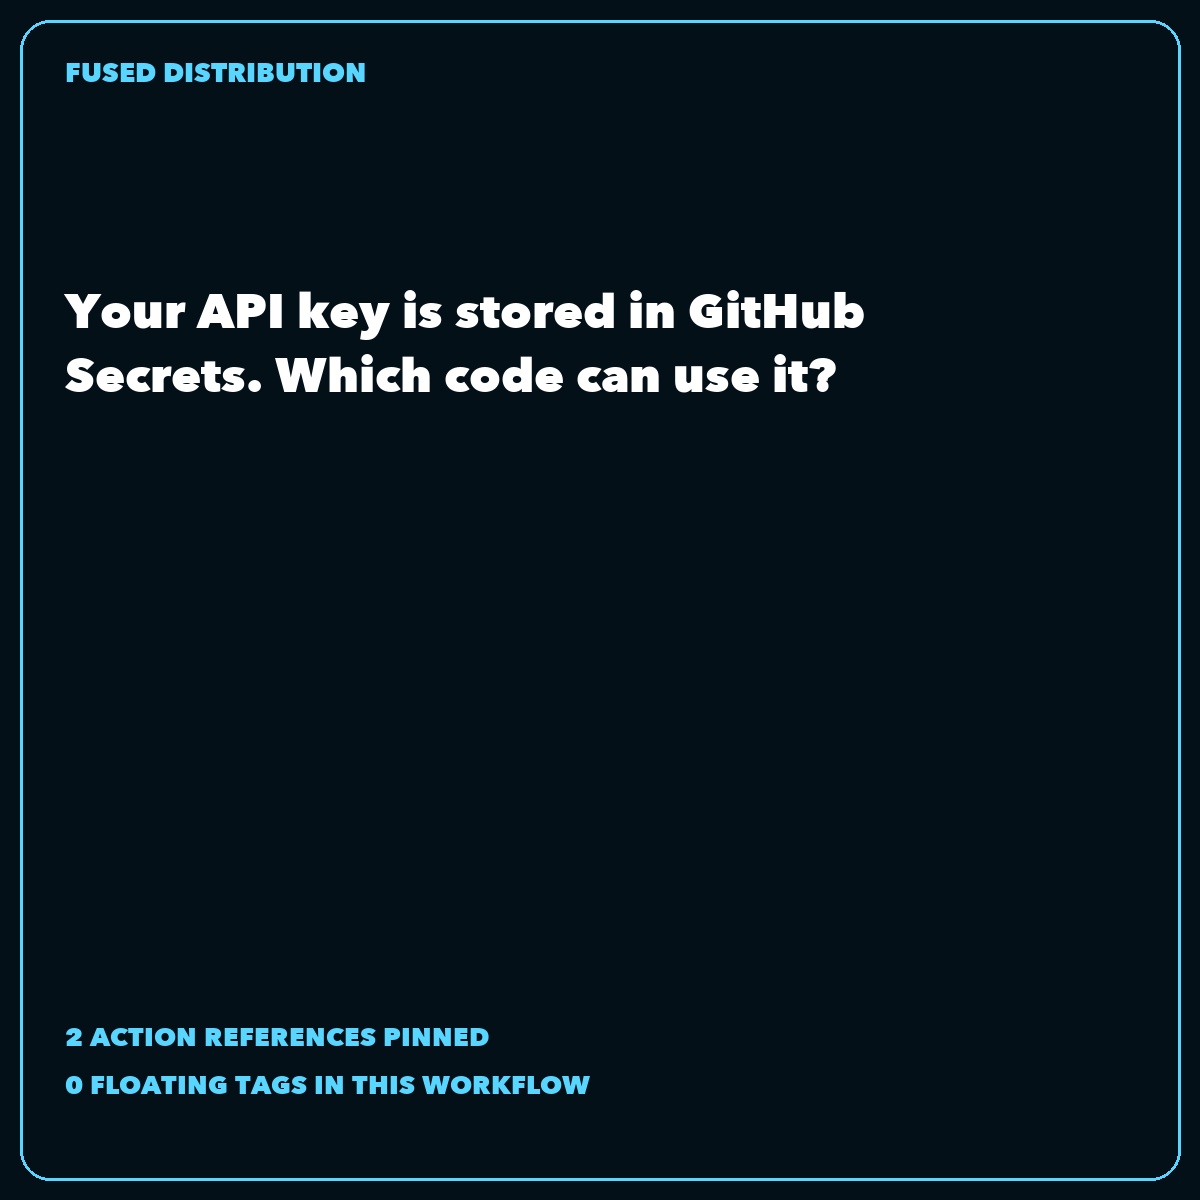 FUSED DISTRIBUTION
Your API key is stored in GitHub
Secrets. Which code can use it?
2 ACTION REFERENCES PINNED
0 FLOATING TAGS IN THIS WORKFLOW